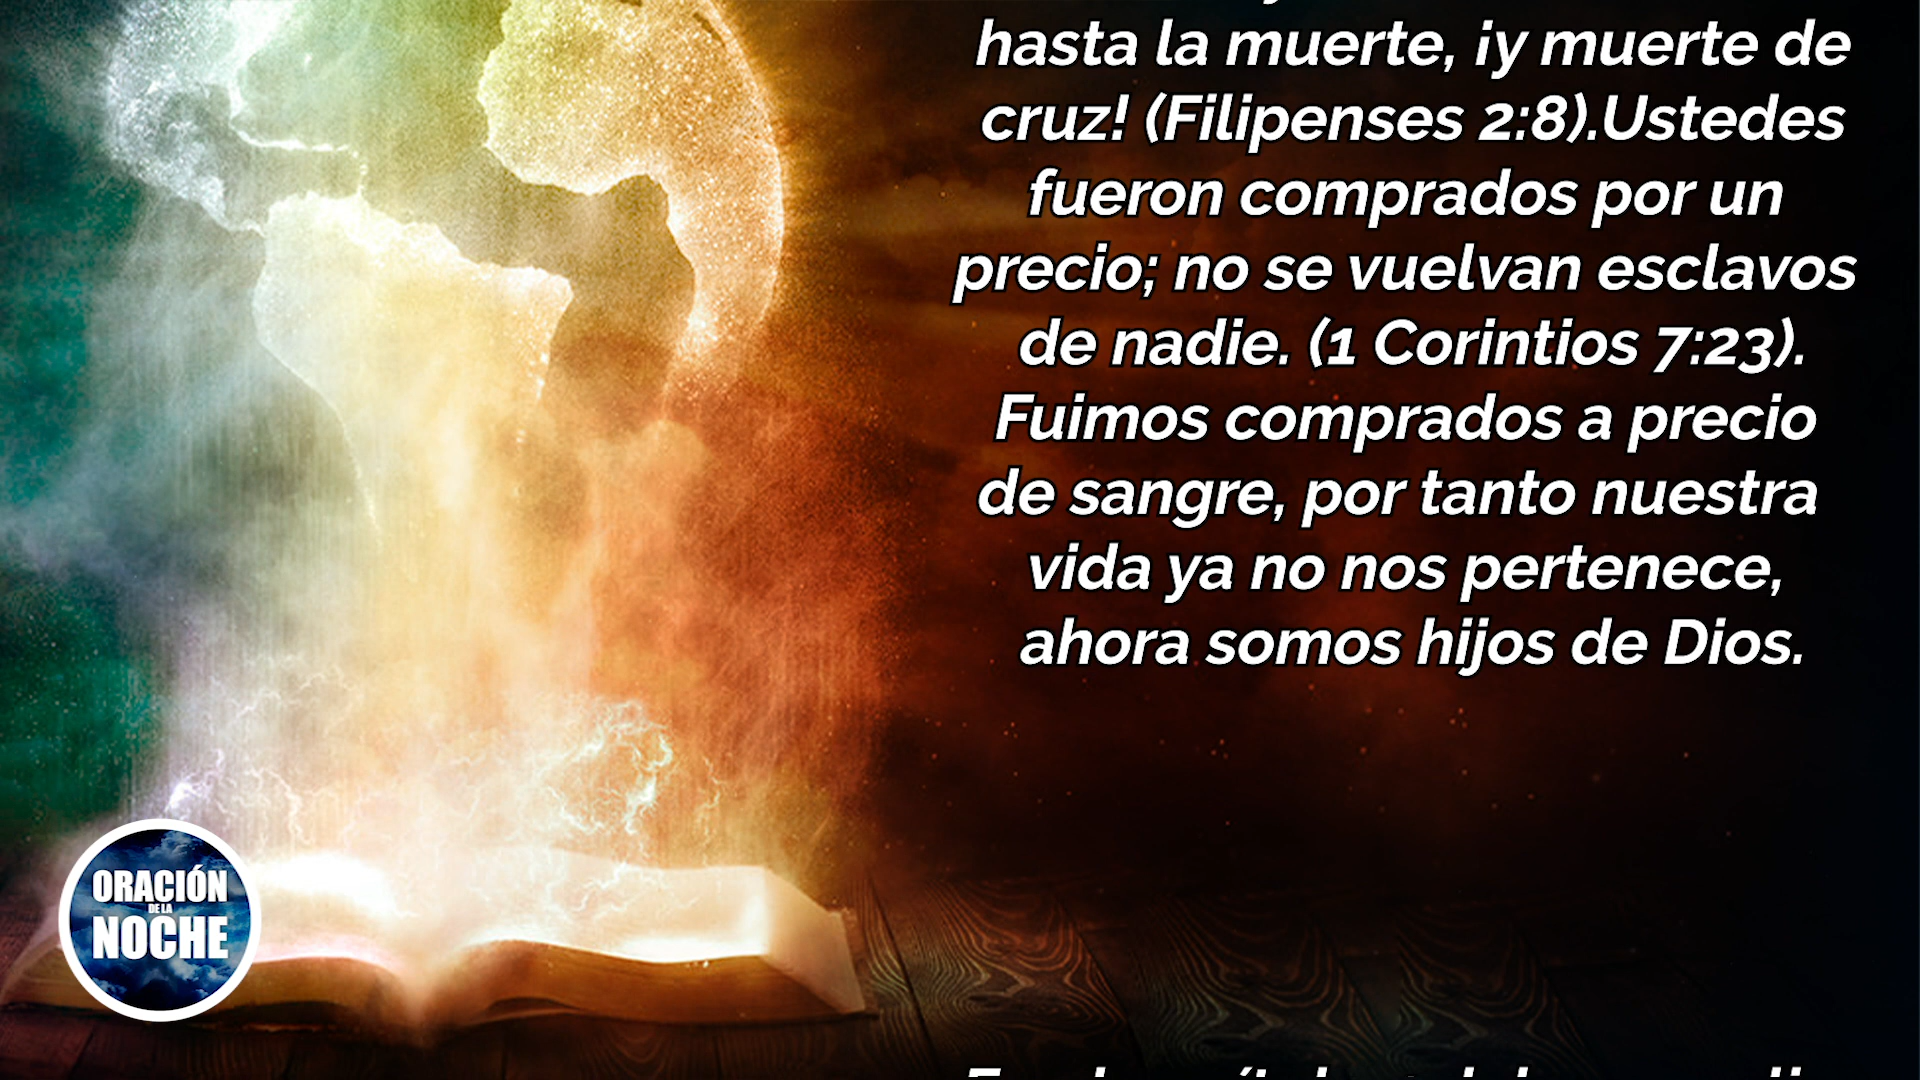 hasta la muerte, ¡y muerte de
cruz! (Filipenses 2:8).Ustedes
fueron comprados por un
precio; no se vuelvan esclavos
de nadie. (1 Corintios 7:23).
Fuimos comprados a precio
de sangre, por tanto nuestra
vida ya no nos pertenece,
ahora somos hijos de Dios.
ORACIÓN
DE LA
NOCHE